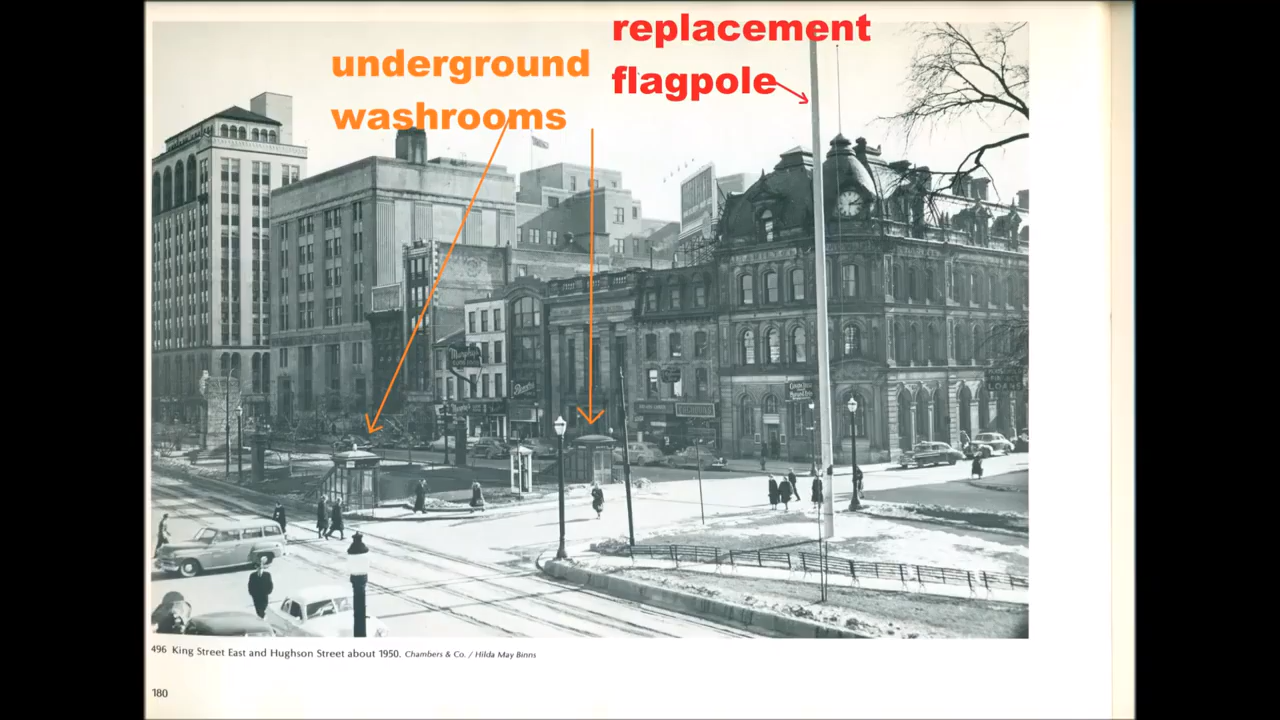 replacement
flagpole
underground
washrooms
LOANS
496 King Street East and Hughson Street about 1950. Chambers & Co. / Hilda May Binns
180